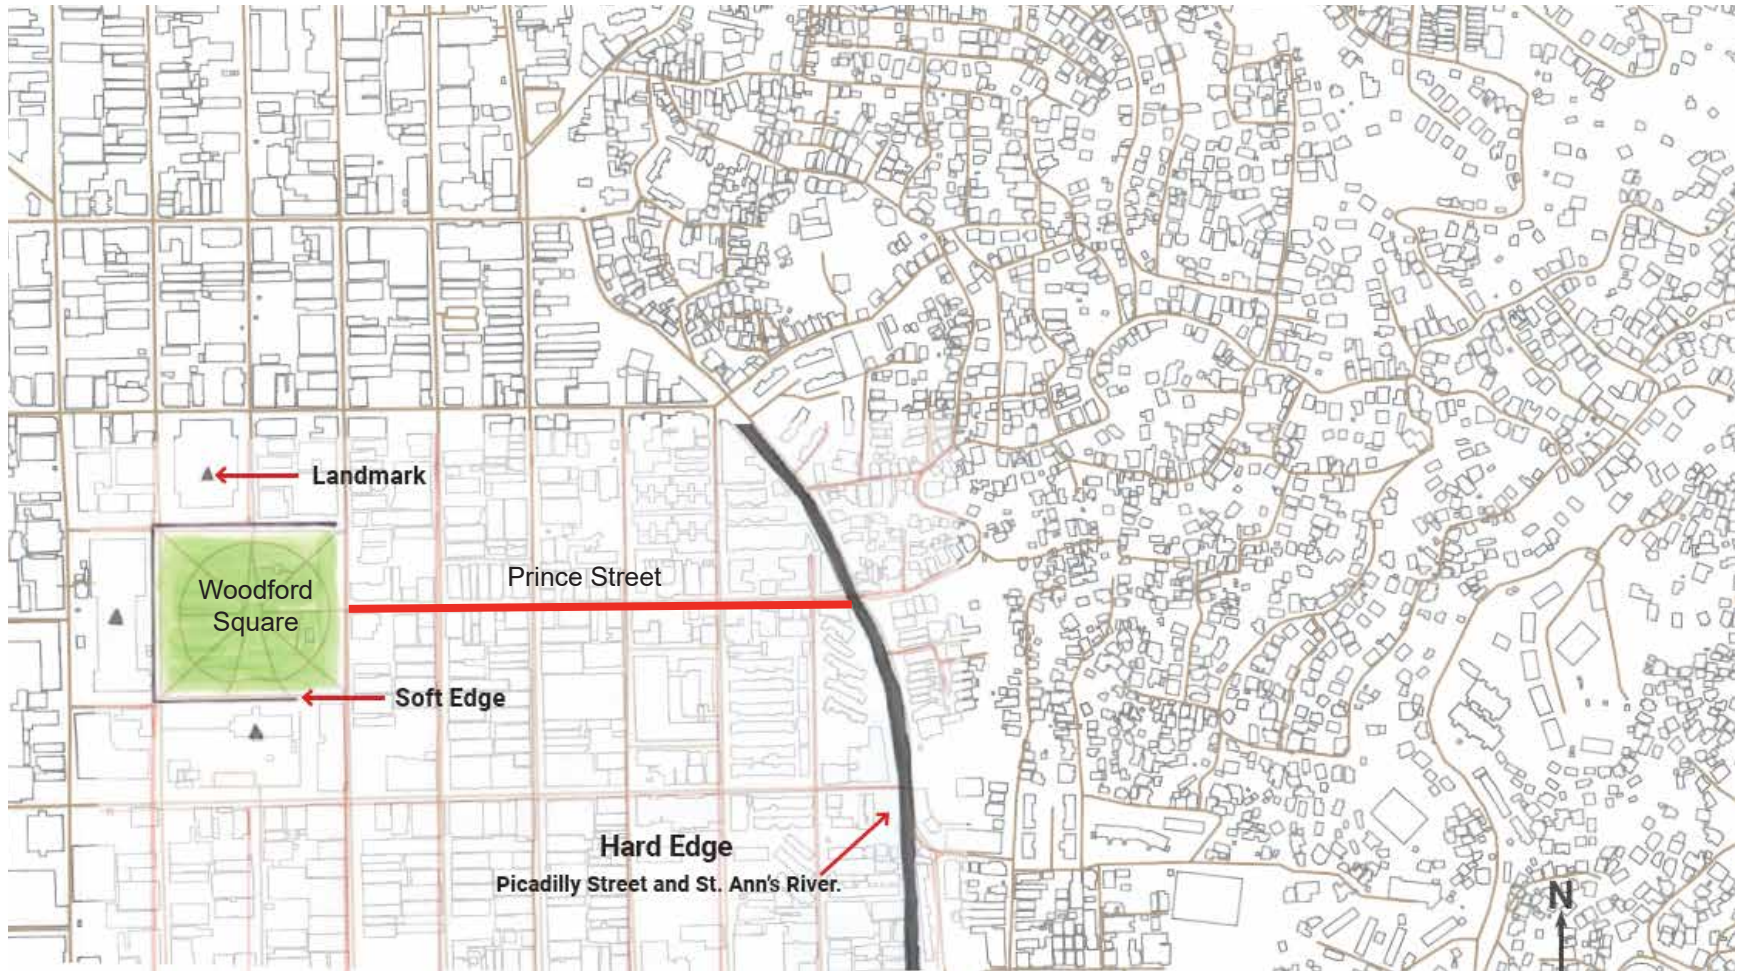 Landmark
Woodford
Square
Prince Street
Soft Edge
Hard Edge
Picadilly Street and St. Ann's River.
N